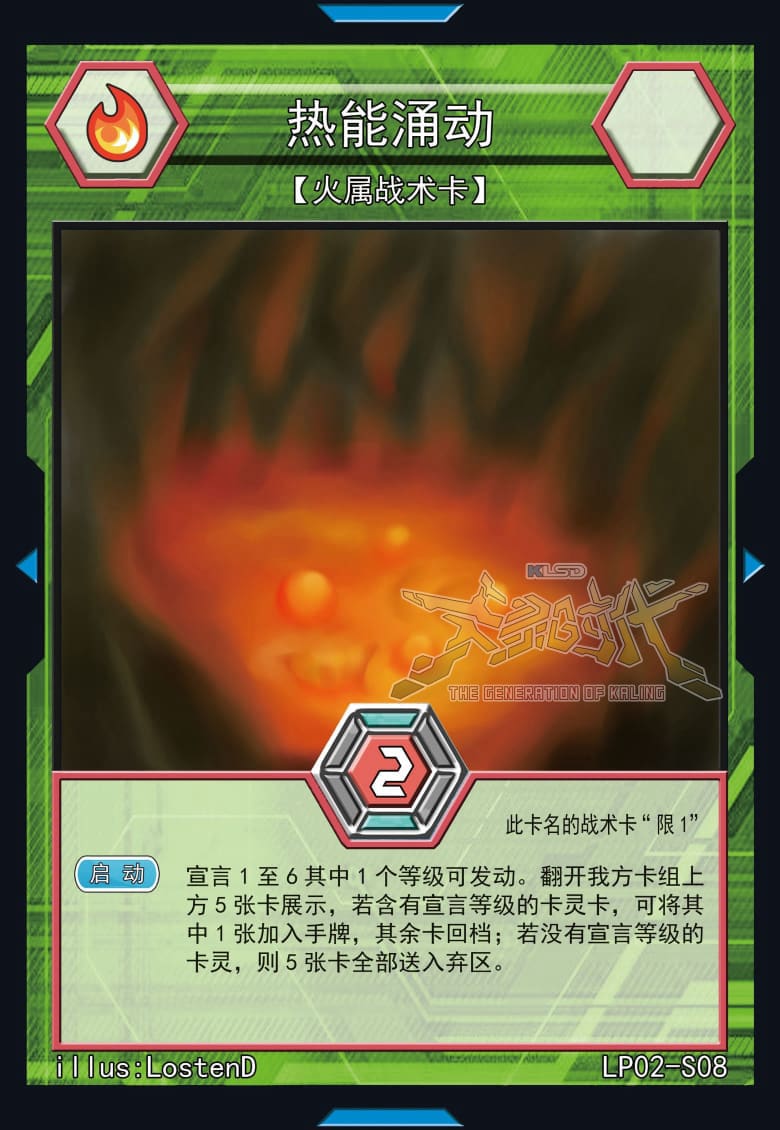 热能涌动
【火属战术卡】
KLSD
大灵时代
THE GENERATION OF KALING
2
此卡名的战术卡“限1”
启动
宣言1至6其中1个等级可发动。翻开我方卡组上
方5张卡展示，若含有宣言等级的卡灵卡，可将其
中1张加入手牌，其余卡回档；若没有宣言等级的
卡灵，则5张卡全部送入弃区。
illus:LostenD
LP02-S08